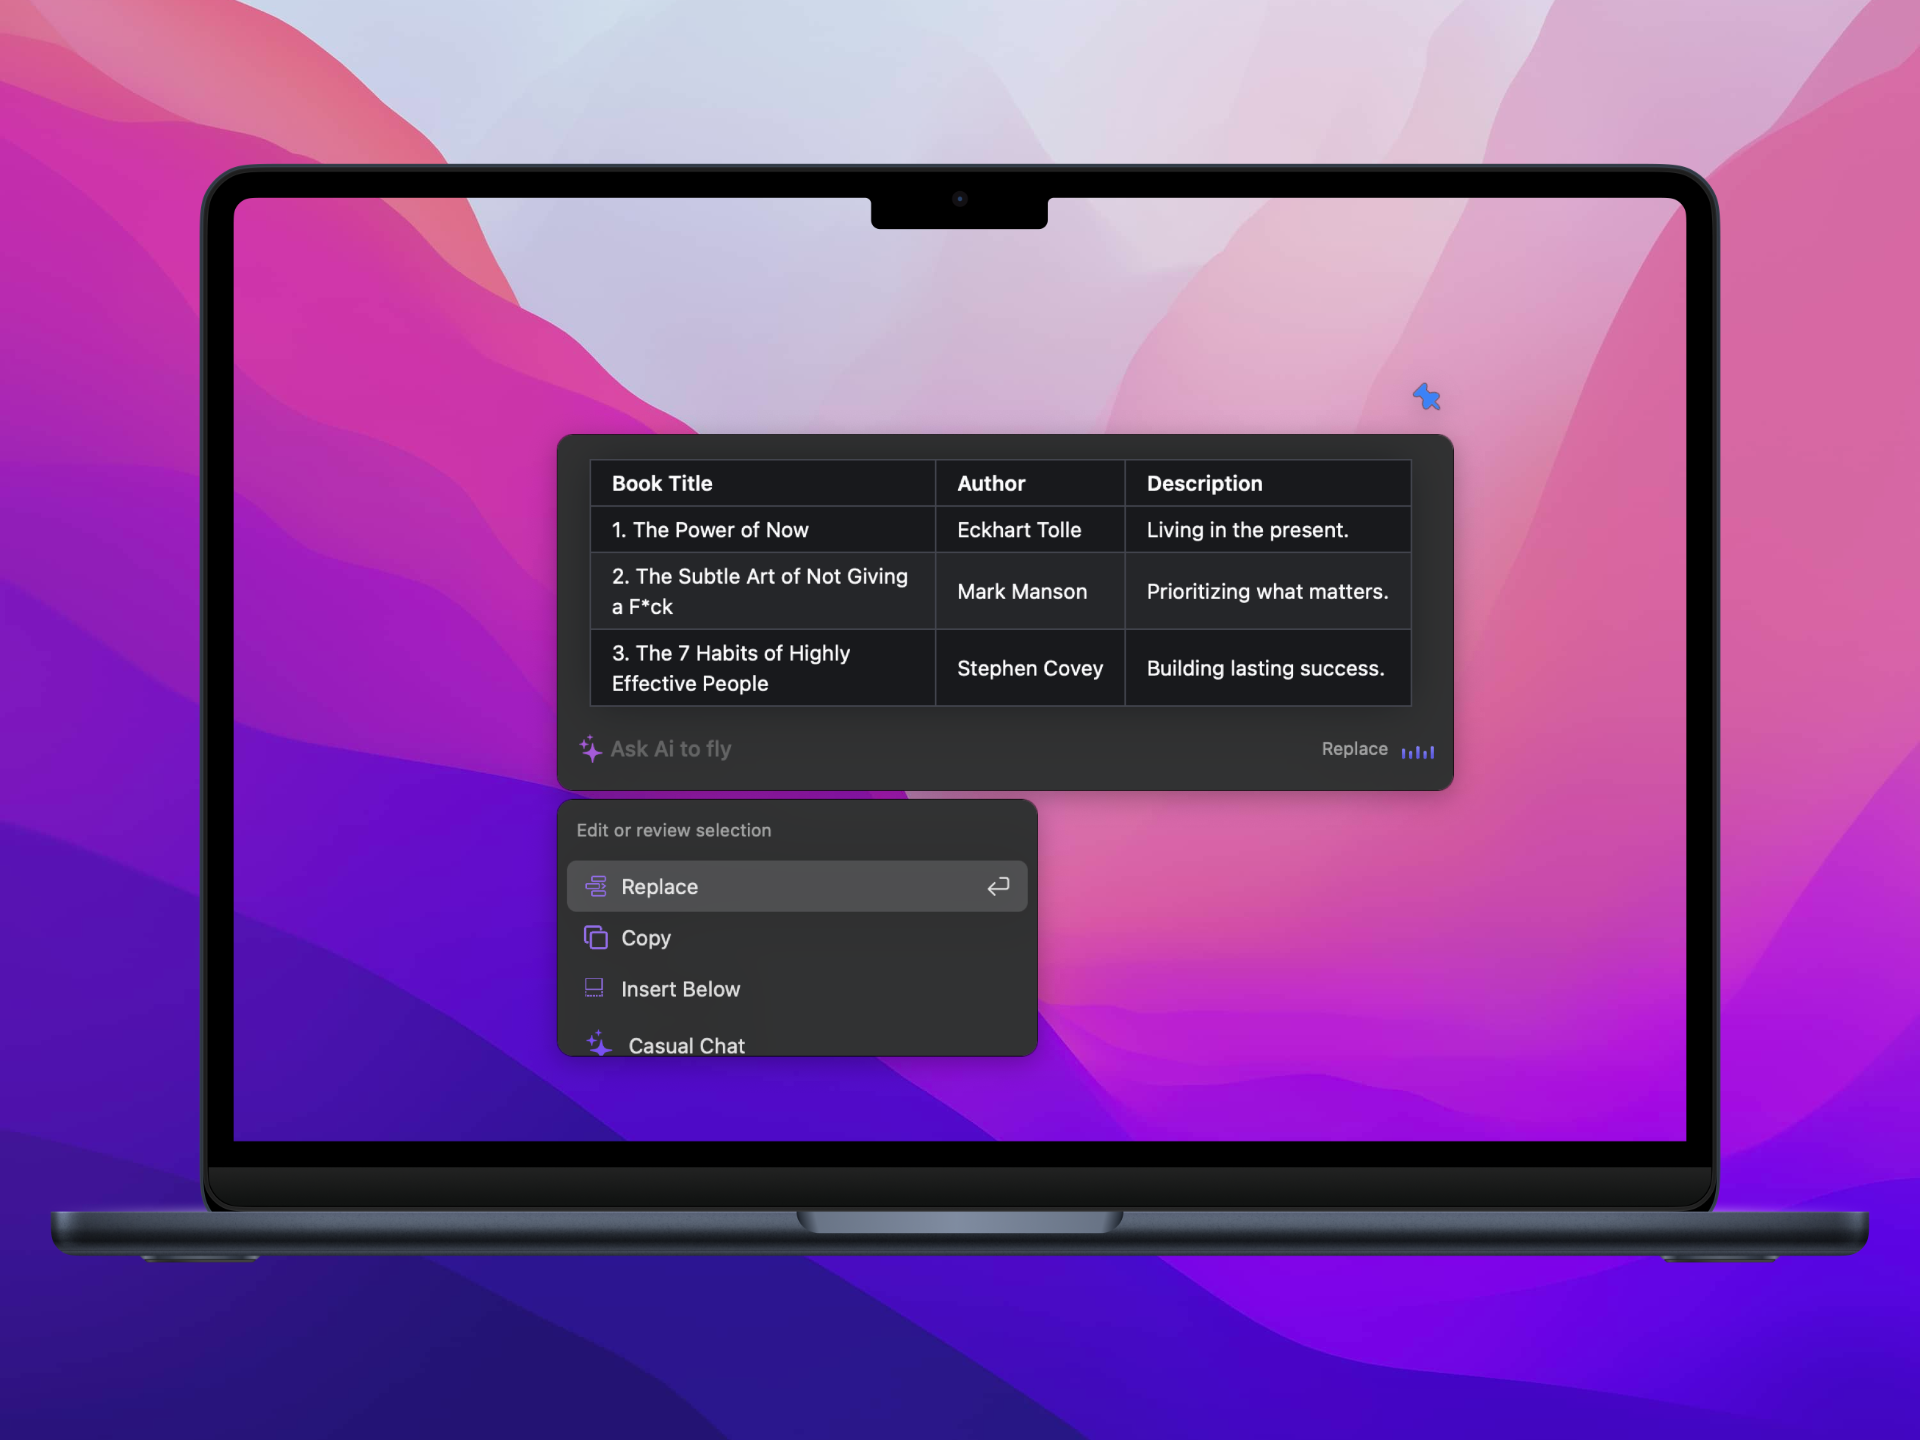 Book Title Author Description
1. The Power of Now Eckhart Tolle Living in the present.
2. The Subtle Art of Not Giving
a F*ck
Mark Manson Prioritizing what matters.
3. The 7 Habits of Highly
Effective People
Stephen Covey Building lasting success.
Ask Ai to fly Replace
Edit or review selection
Replace
Copy
Insert Below
Casual Chat